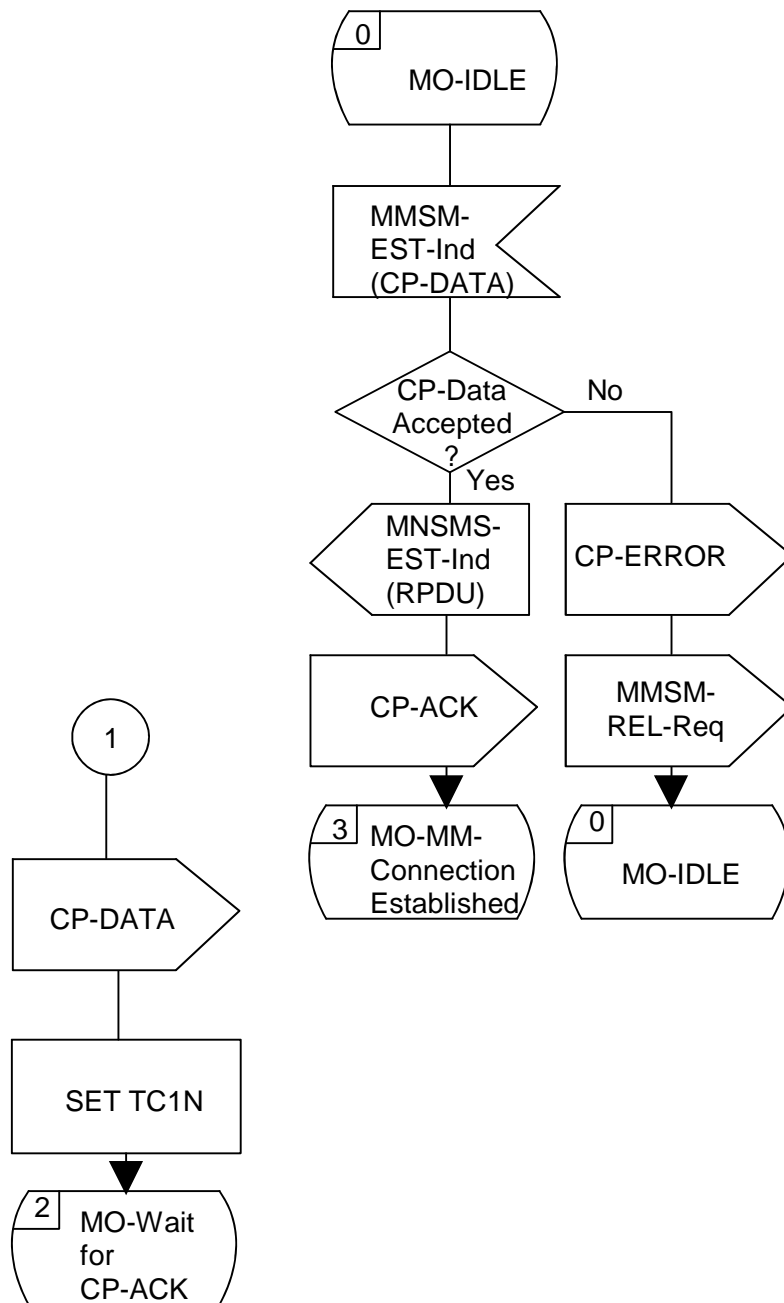 0
MO-IDLE
MMSM-
EST-Ind
(CP-DATA)
CP-Data
Accepted
?
No
Yes
MNSMS-
EST-Ind
(RPDU)
CP-ERROR
CP-ACK
MMSM-
REL-Req
3
MO-MM-
Connection
Established
0
MO-IDLE
1
CP-DATA
SET TC1N
2
MO-Wait
for
CP-ACK